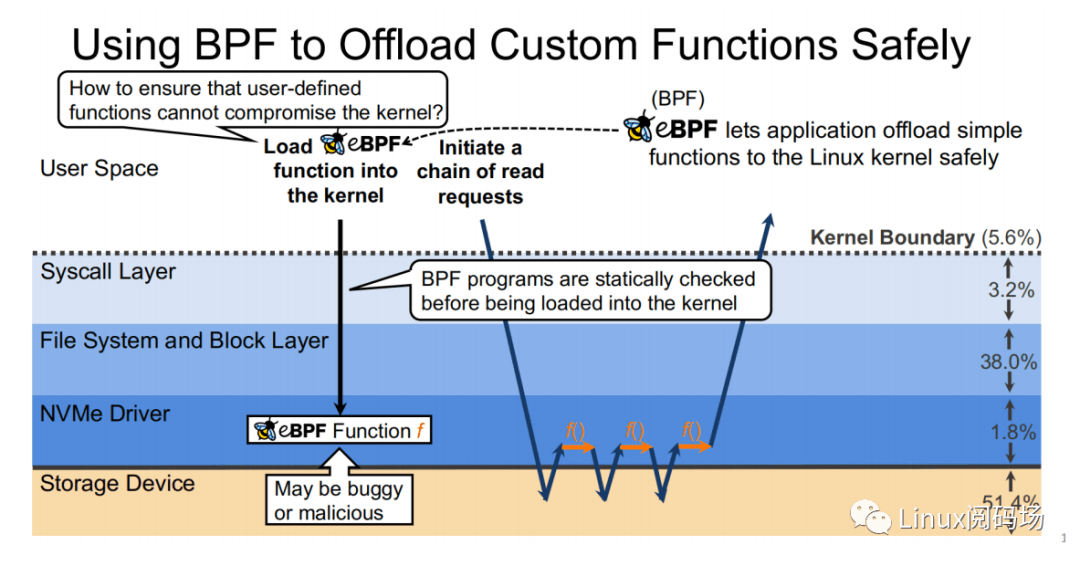 Using BPF to Offload Custom Functions Safely
How to ensure that user-defined
functions cannot compromise the kernel?
(BPF)
eBPF lets application offload simple
functions to the Linux kernel safely
User Space
Load eBPF
function into
the kernel
Initiate a
chain of read
requests
Kernel Boundary (5.6%)
Syscall Layer
BPF programs are statically checked
before being loaded into the kernel
3.2%
File System and Block Layer
38.0%
NVMe Driver
eBPF Function f
f()
f()
f()
1.8%
Storage Device
May be buggy
or malicious
51.4%
Linux阅码场
1